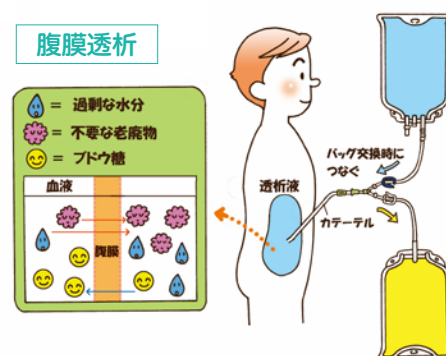 腹膜透析
= 過剰な水分
= 不要な老廃物
= ブドウ糖
血液
腹膜
透析液
バッグ交換時に
つなぐ
カテーテル